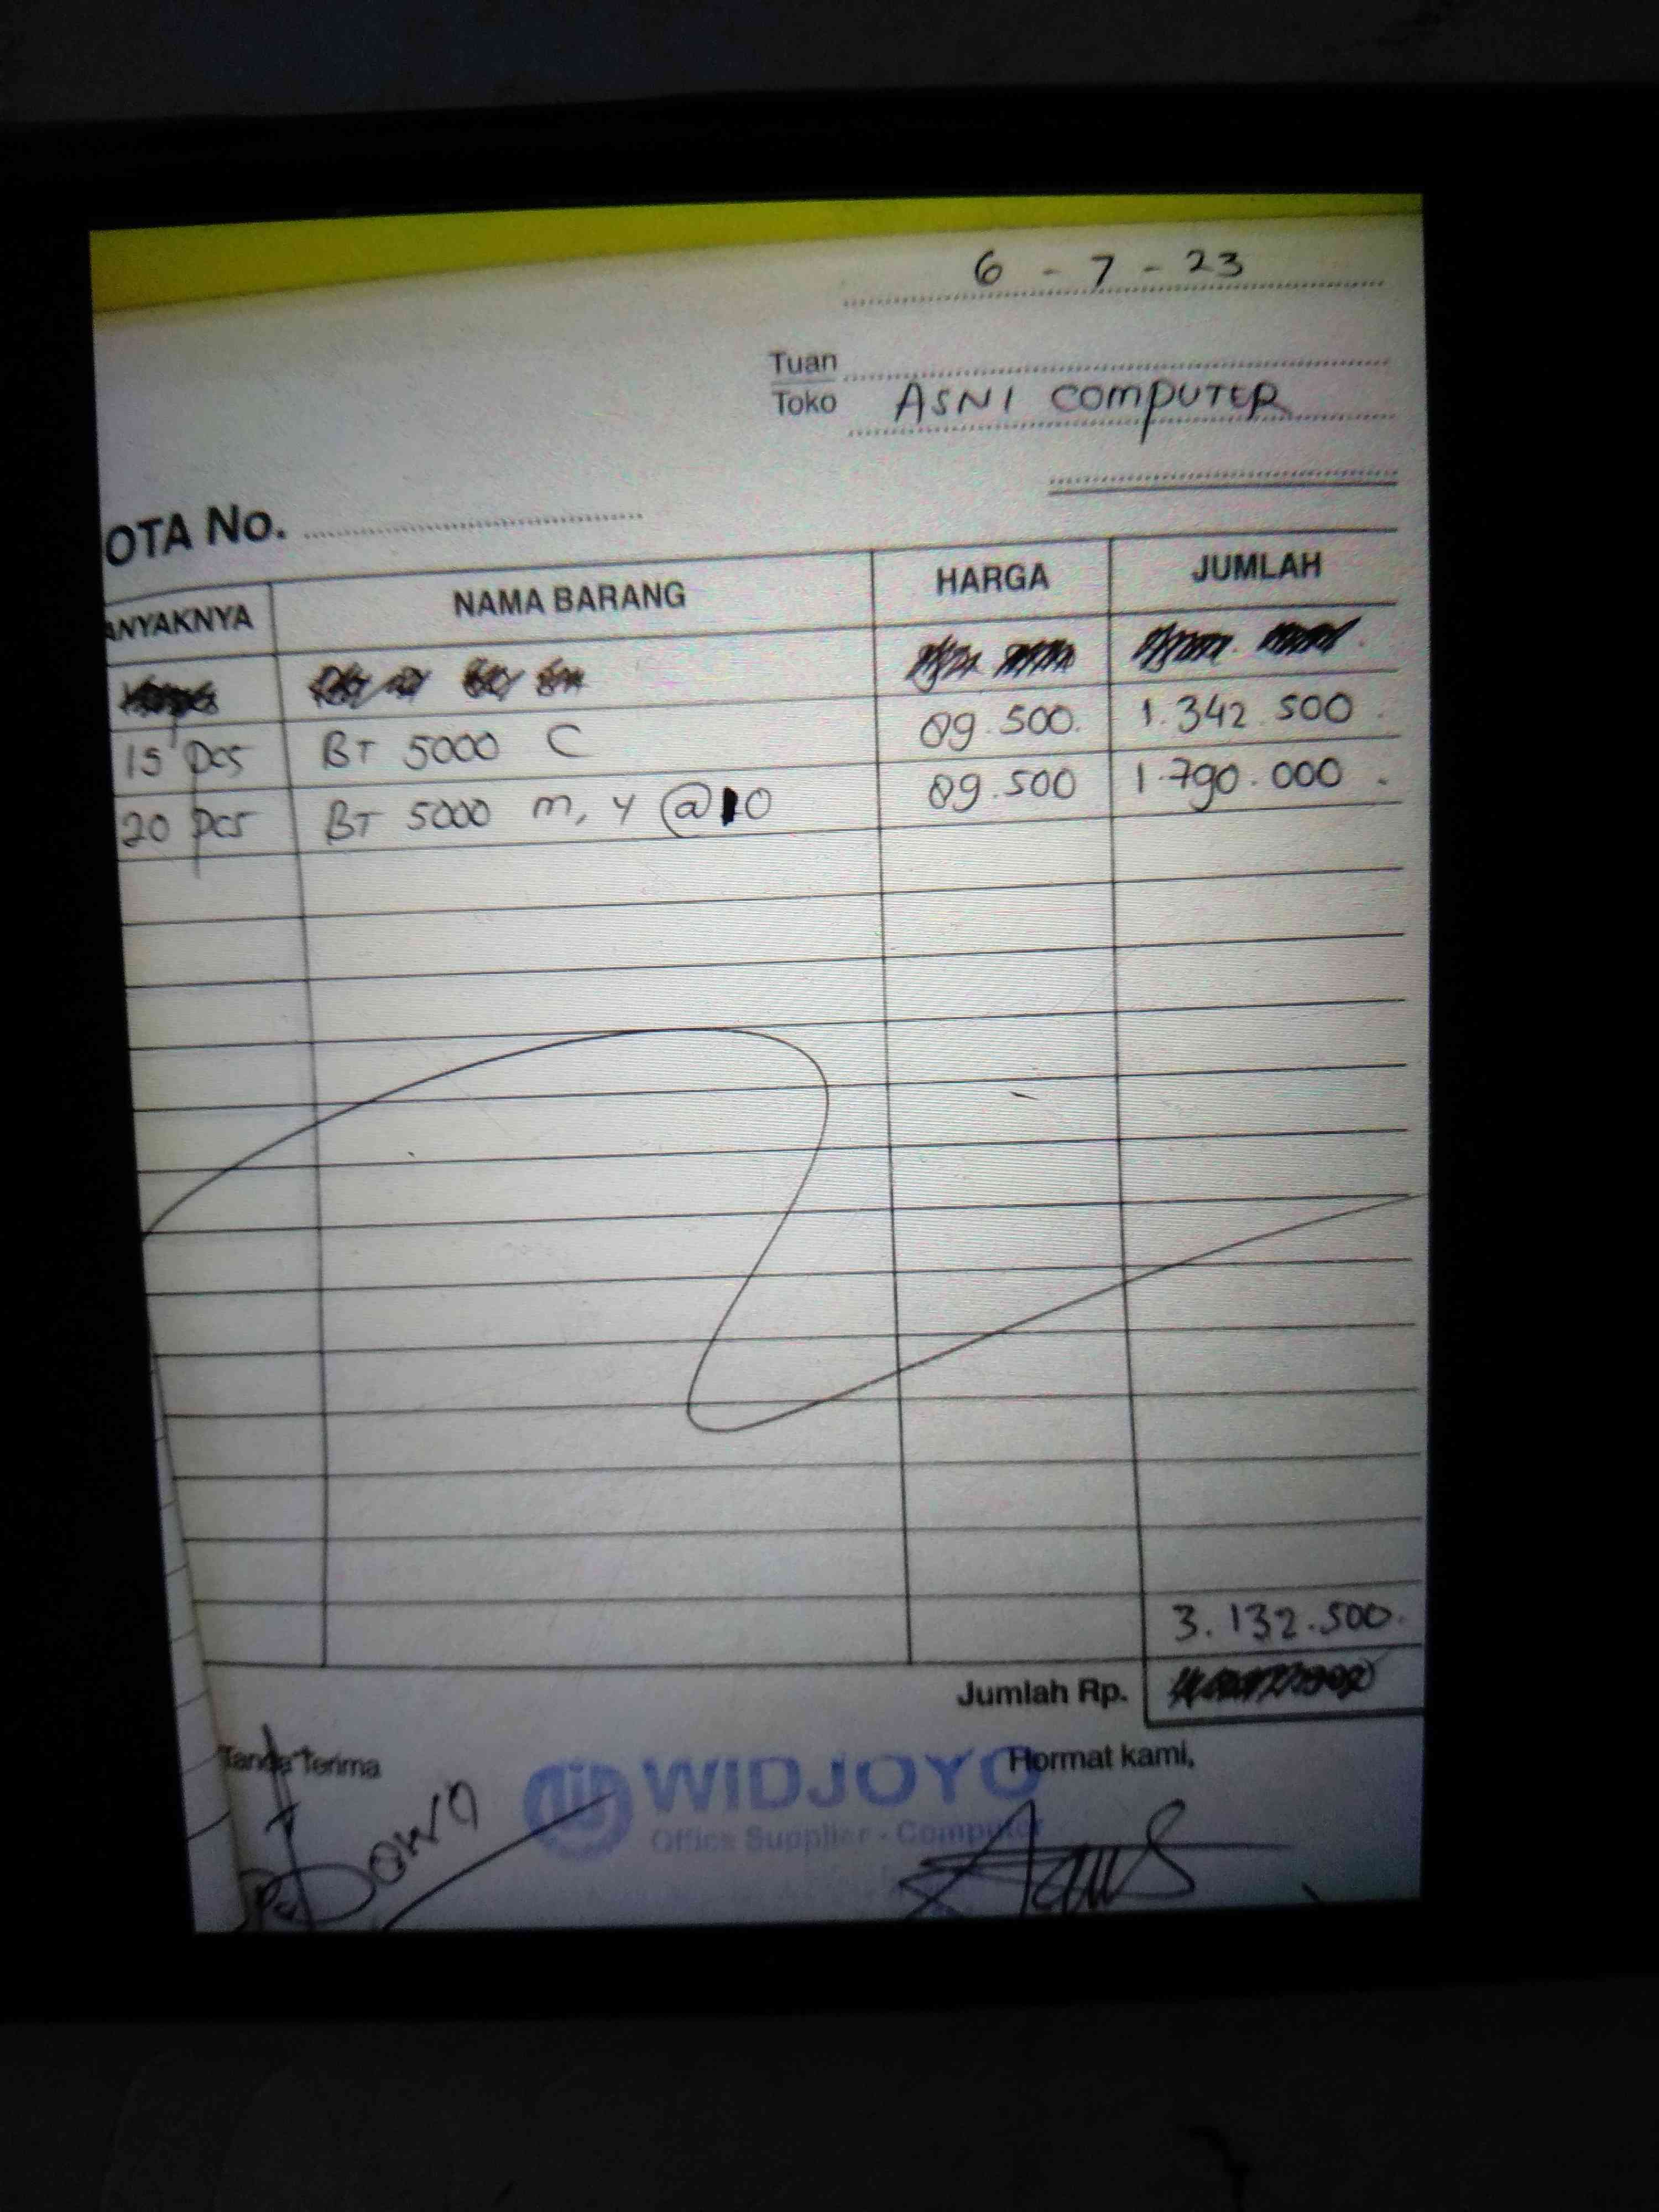 6 - 7 - 23
Tuan
Toko ASNI COMPUTER
OTA No.
ANYAKNYA NAMA BARANG HARGA JUMLAH
15 pcs BT 5000 C 89.500. 1.342.500.
20 pcs BT 5000 m, y @10 89.500 1.790.000.
3.132.500.
Jumlah Rp.
Tanda Terima Hormat kami,
WIDJOYO
Office Supplier - Computer